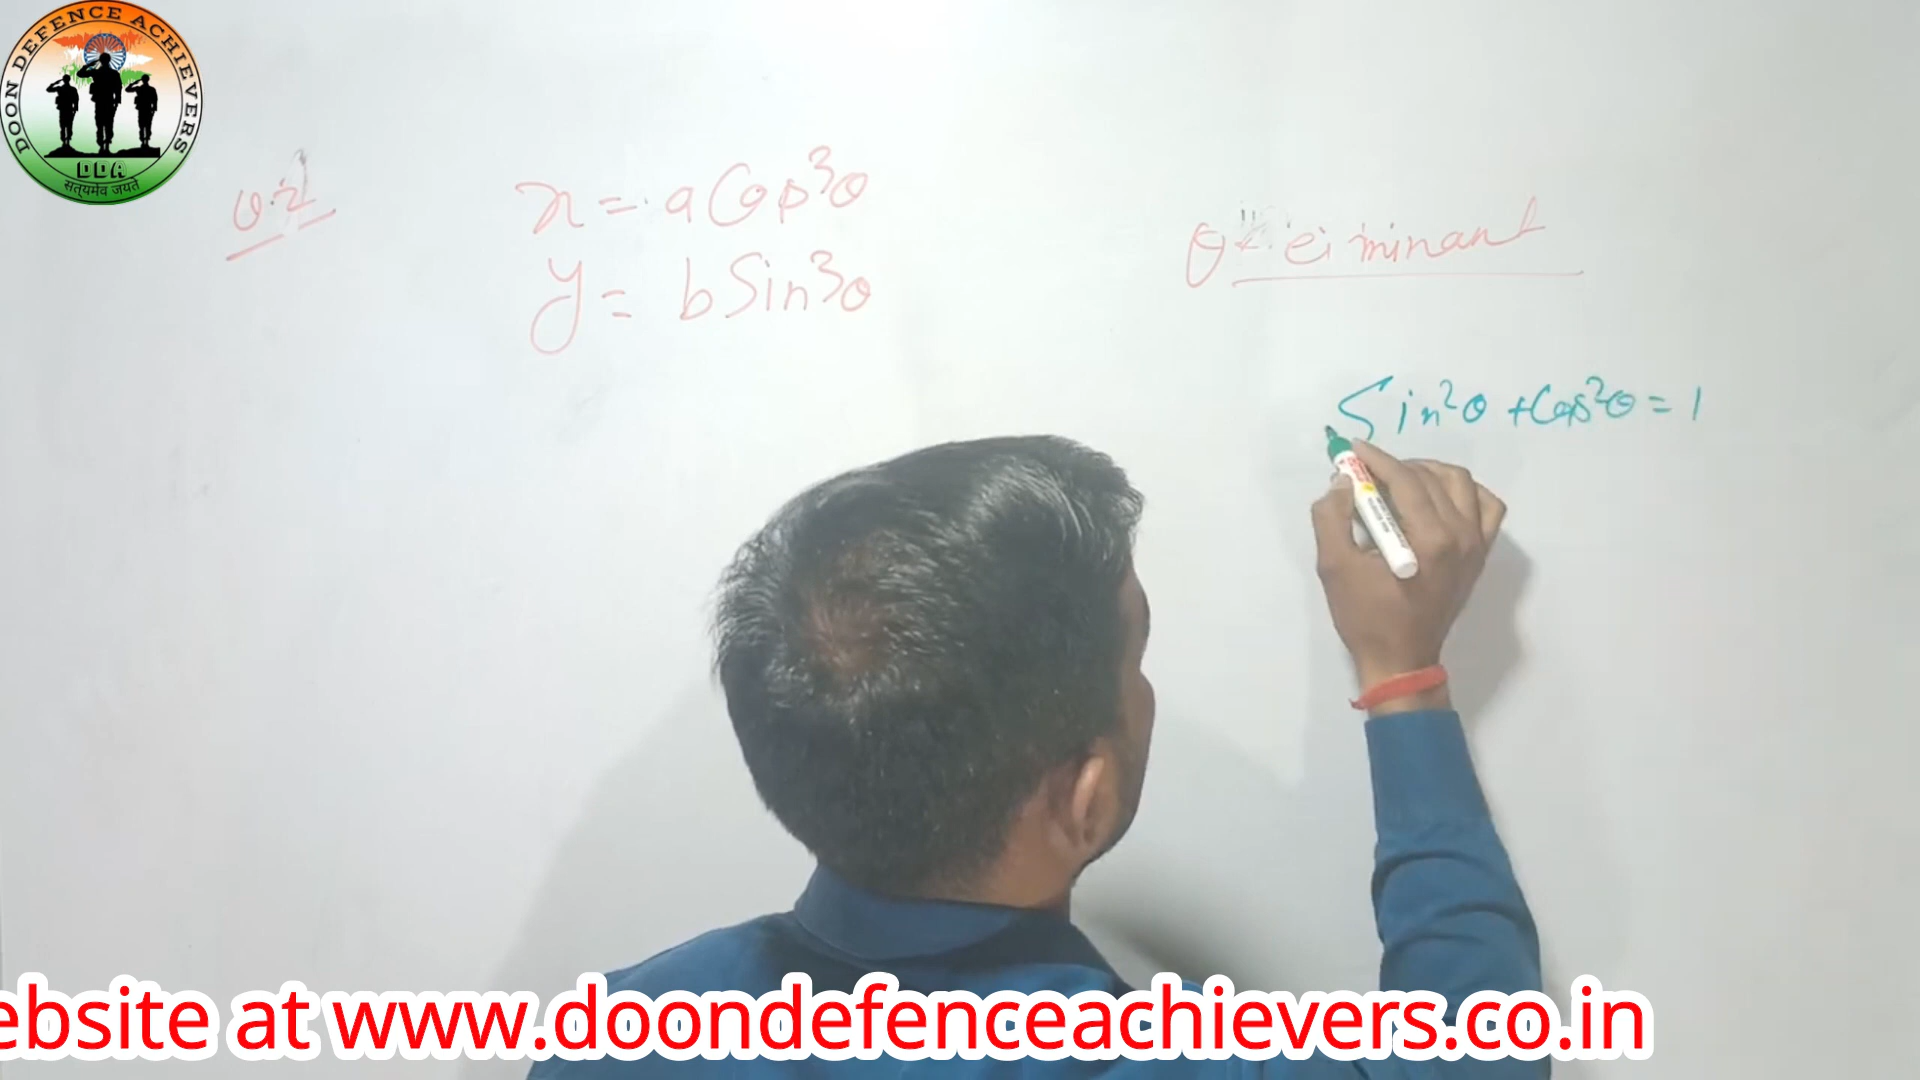 DOON DEFENCE ACHIEVERS
DDA
सत्यमेव जयते
Q.2
x = a Cos³θ
y = b Sin³θ
θ - eiminant
Sin²θ + Cos²θ = 1
ebsite at www.doondefenceachievers.co.in